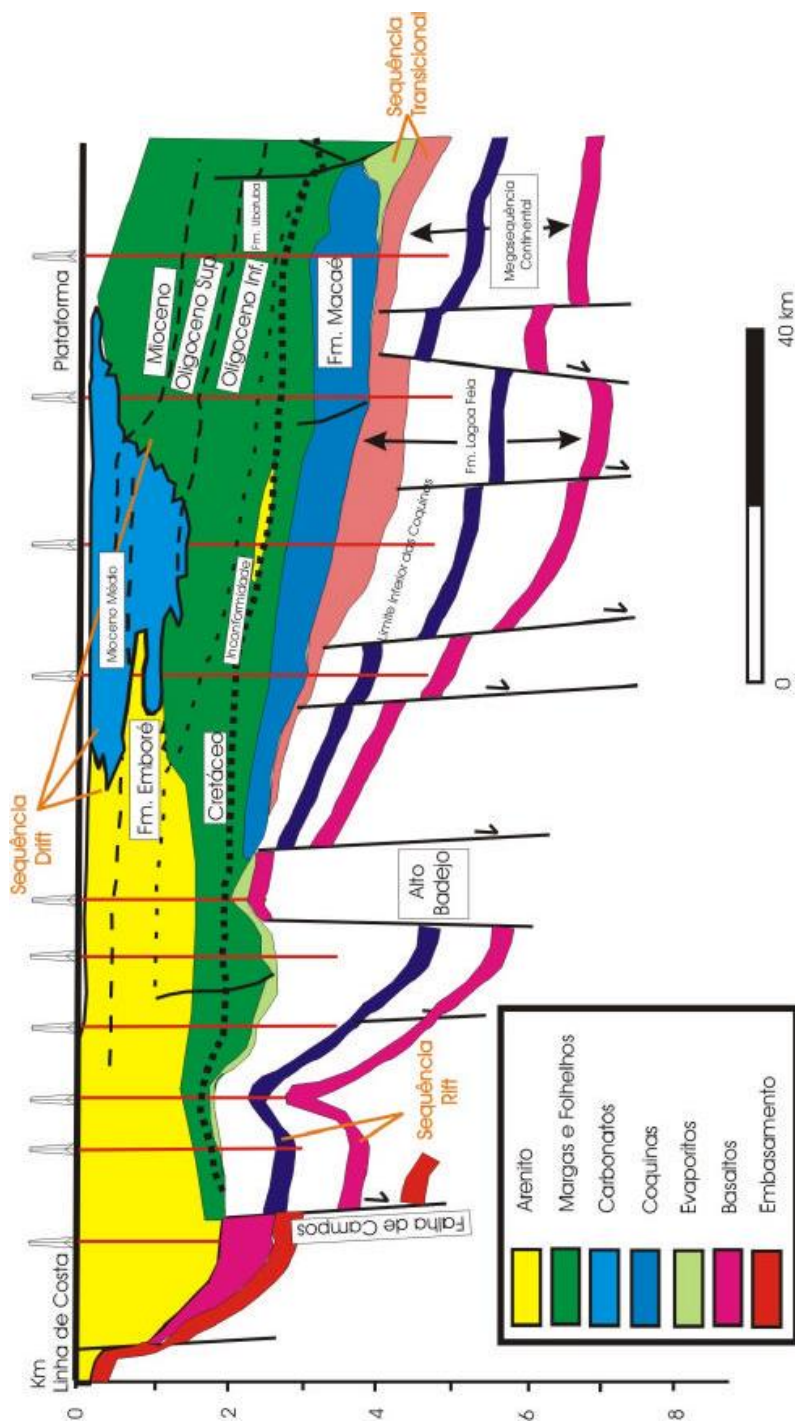 Km
Linha de Costa
Plataforma
0
2
4
6
8
Sequência
Drift
Mioceno Médio
Fm. Emboré
Mioceno
Oligoceno Sup.
Oligoceno Inf.
Fm. Ubatuba
Inconformidade
Cretáceo
Fm. Macaé
Sequência
Transicional
Limite Inferior das Coquinas
Fm. Lagoa Feia
Megasequência
Continental
Alto
Badejo
Sequência
Rift
Falha de Campos
Arenito
Margas e Folhelhos
Carbonatos
Coquinas
Evaporitos
Basaltos
Embasamento
0
40 km